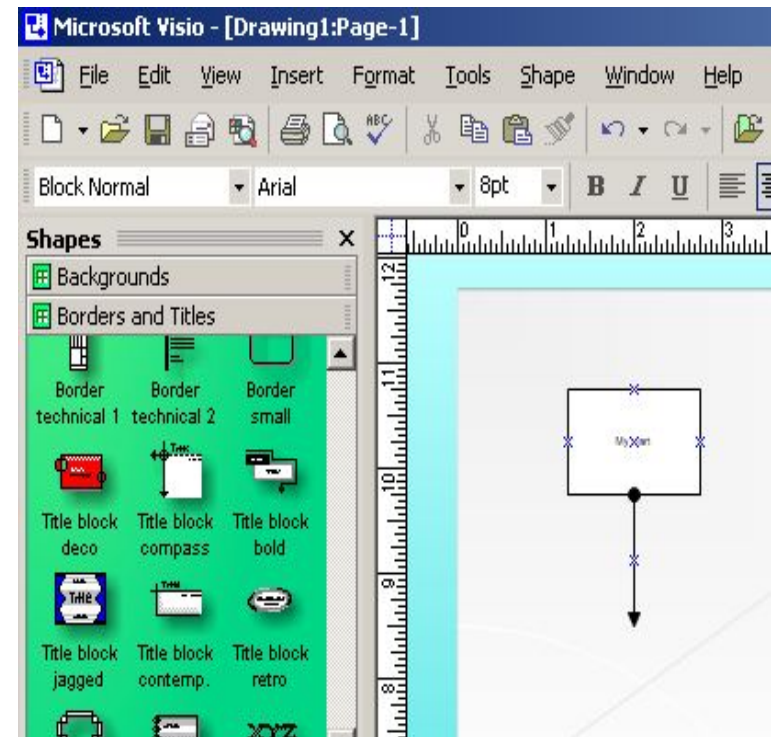 Microsoft Visio - [Drawing1:Page-1]
File Edit View Insert Format Tools Shape Window Help
ABC
Block Normal Arial 8pt B I U
Shapes X
0 1 2 3
Backgrounds
Borders and Titles
Border technical 1
Border technical 2
Border small
Title block deco
Title block compass
Title block bold
Title block jagged
Title block contemp.
Title block retro
12
11
10
9
8